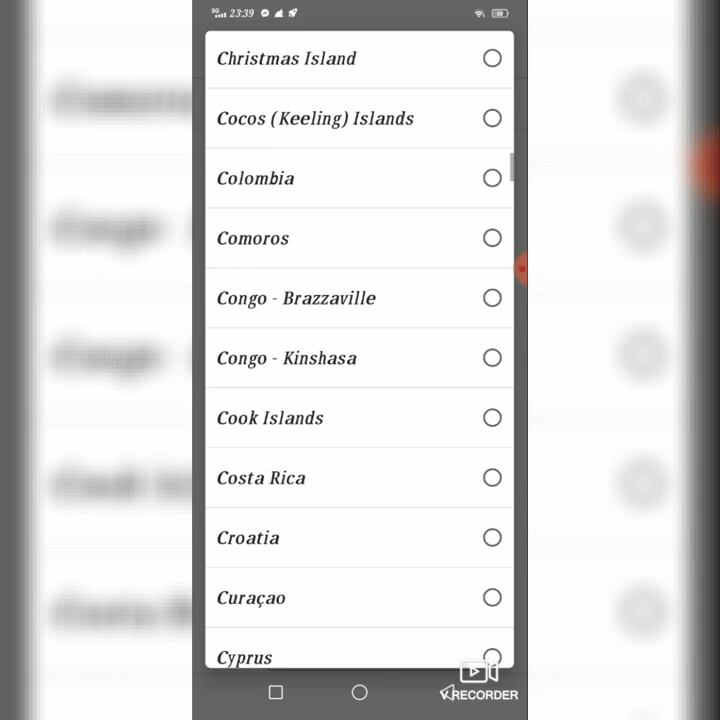 3G 23:39
Christmas Island
Cocos (Keeling) Islands
Colombia
Comoros
Congo - Brazzaville
Congo - Kinshasa
Cook Islands
Costa Rica
Croatia
Curaçao
Cyprus
RECORDER